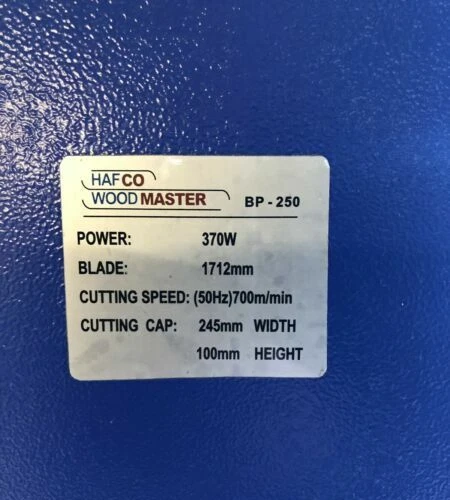 HAFCO
WOODMASTER BP - 250
POWER: 370W
BLADE: 1712mm
CUTTING SPEED: (50Hz)700m/min
CUTTING CAP: 245mm WIDTH
100mm HEIGHT